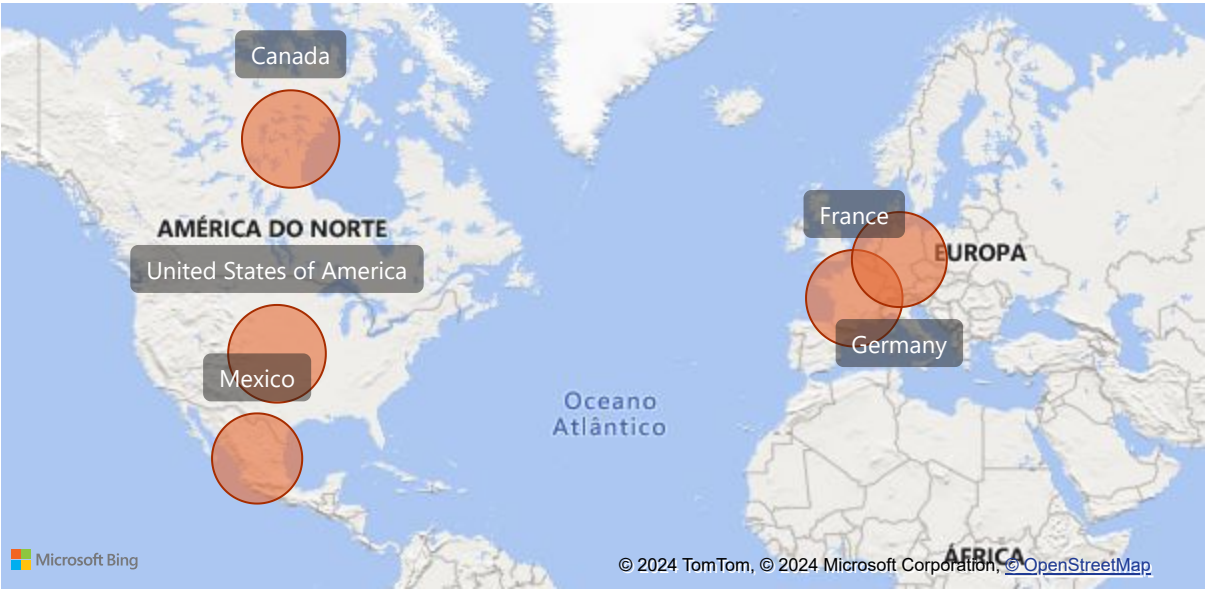 Canada
AMÉRICA DO NORTE
United States of America
Mexico
France
EUROPA
Germany
Oceano
Atlântico
ÁFRICA
Microsoft Bing
© 2024 TomTom, © 2024 Microsoft Corporation, © OpenStreetMap